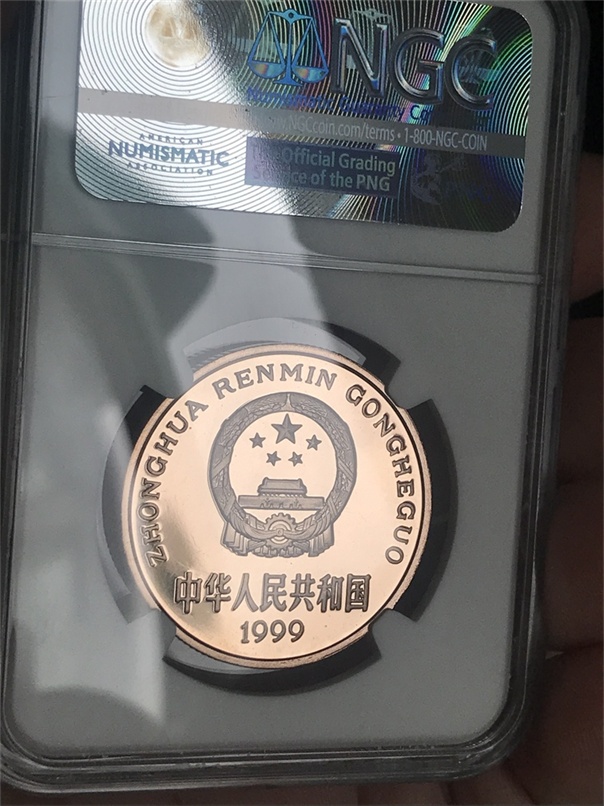 NGC
www.NGCcoin.com/terms • 1-800-NGC-COIN
AMERICAN
NUMISMATIC
ASSOCIATION
The Official Grading
Service of the PNG
ZHONGHUA RENMIN GONGHEGUO
中华人民共和国
1999